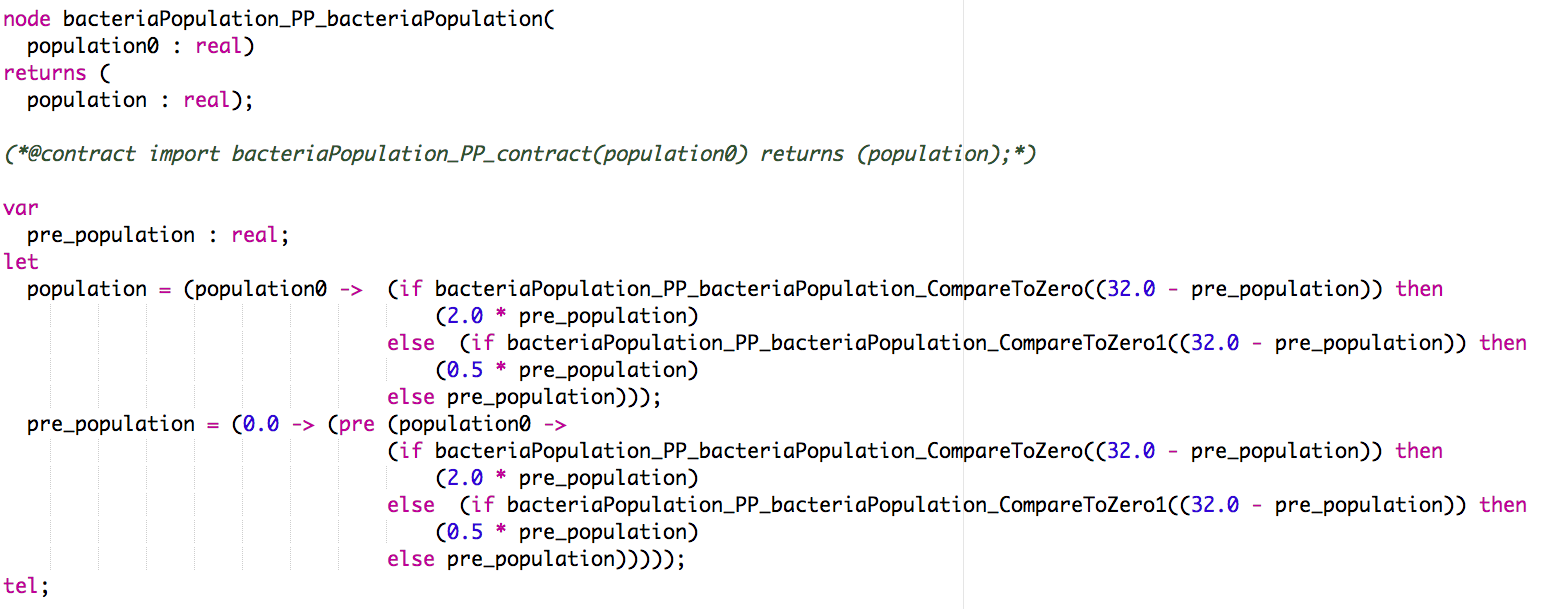 node bacteriaPopulation_PP_bacteriaPopulation(
  population0 : real)
returns (
  population : real);

(*@contract import bacteriaPopulation_PP_contract(population0) returns (population);*)

var
  pre_population : real;
let
  population = (population0 ->  (if bacteriaPopulation_PP_bacteriaPopulation_CompareToZero((32.0 - pre_population)) then
                                    (2.0 * pre_population)
                                else  (if bacteriaPopulation_PP_bacteriaPopulation_CompareToZero1((32.0 - pre_population)) then
                                    (0.5 * pre_population)
                                else pre_population)));
  pre_population = (0.0 -> (pre (population0 ->
                                (if bacteriaPopulation_PP_bacteriaPopulation_CompareToZero((32.0 - pre_population)) then
                                    (2.0 * pre_population)
                                else  (if bacteriaPopulation_PP_bacteriaPopulation_CompareToZero1((32.0 - pre_population)) then
                                    (0.5 * pre_population)
                                else pre_population)))));
tel;